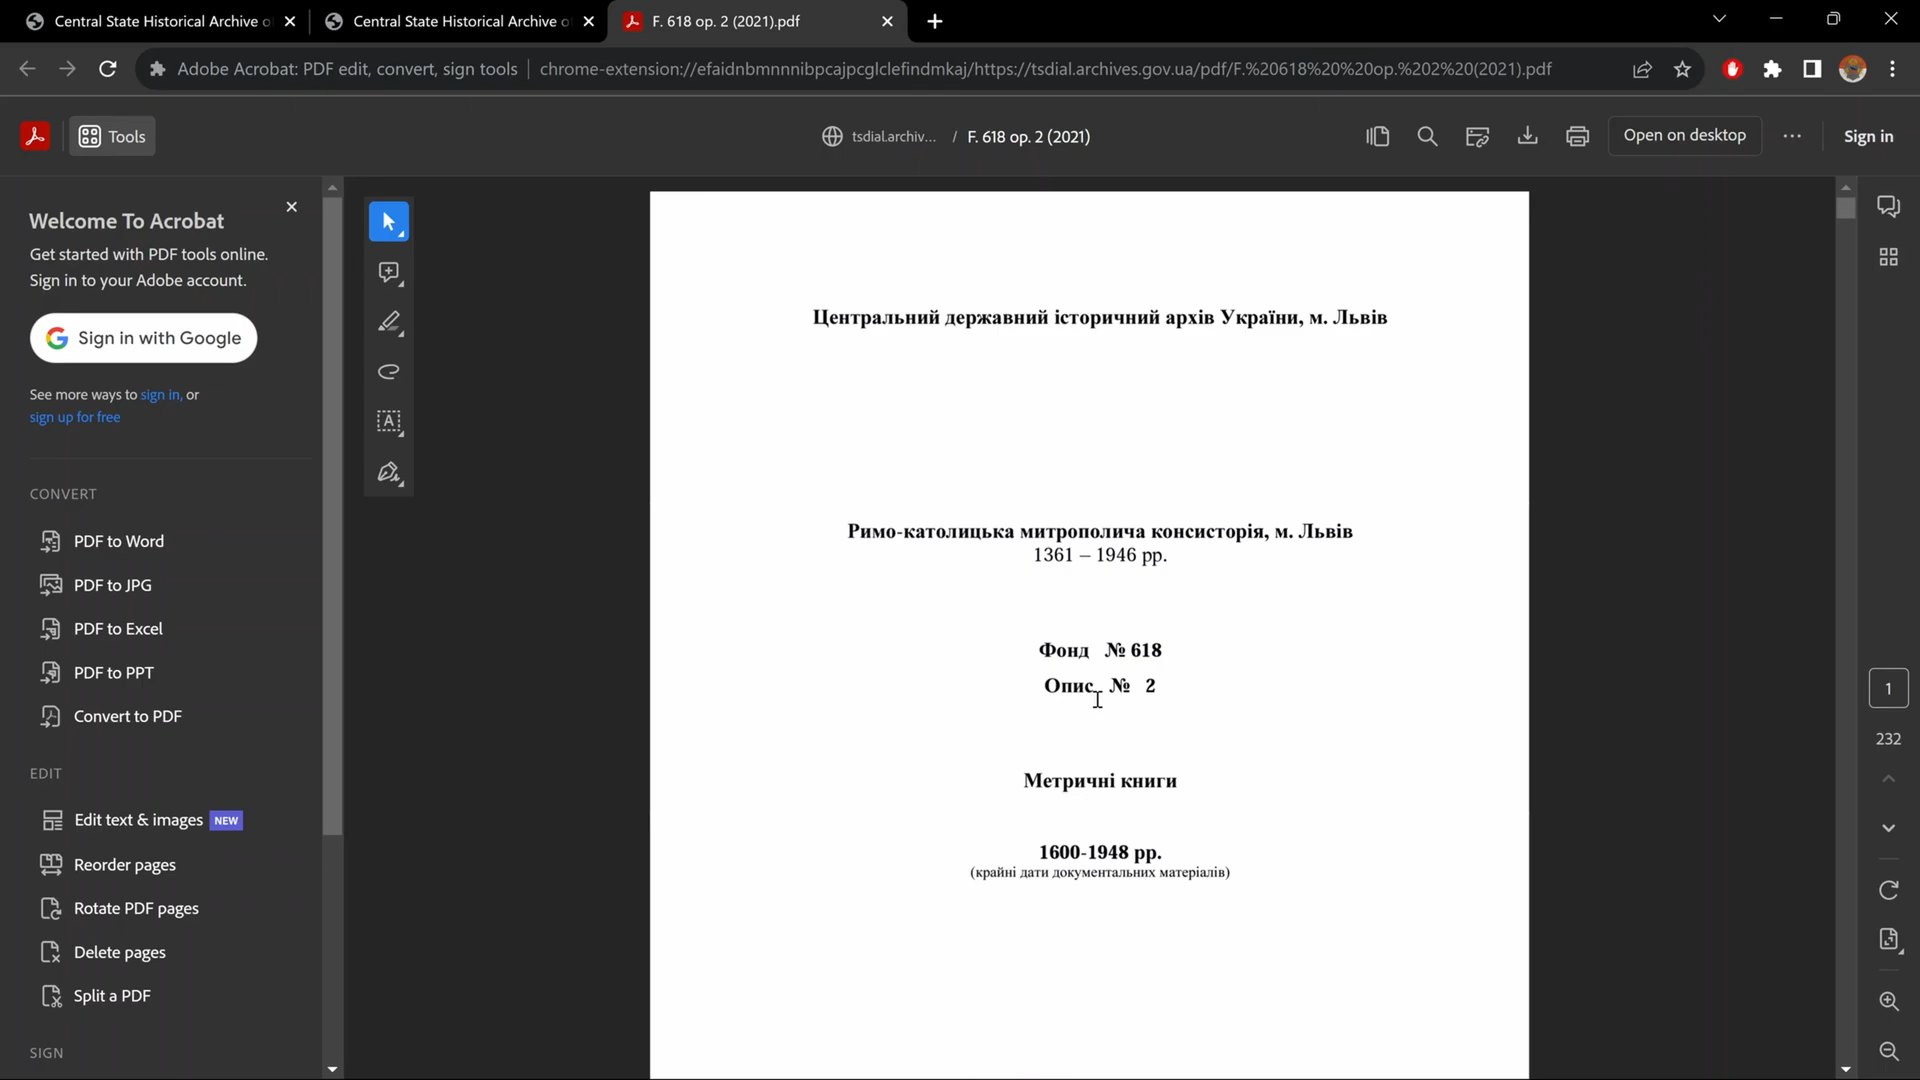 Central State Historical Archive o
Central State Historical Archive o
F. 618 op. 2 (2021).pdf
Adobe Acrobat: PDF edit, convert, sign tools
chrome-extension://efaidnbmnnnibpcajpcglclefindmkaj/https://tsdial.archives.gov.ua/pdf/F.%20618%20%20op.%202%20(2021).pdf
Tools
tsdial.archiv... / F. 618 op. 2 (2021)
Open on desktop
Sign in
Welcome To Acrobat
Get started with PDF tools online.
Sign in to your Adobe account.
Sign in with Google
See more ways to sign in, or
sign up for free
CONVERT
PDF to Word
PDF to JPG
PDF to Excel
PDF to PPT
Convert to PDF
EDIT
Edit text & images NEW
Reorder pages
Rotate PDF pages
Delete pages
Split a PDF
SIGN
Центральний державний історичний архів України, м. Львів
Римо-католицька митрополича консисторія, м. Львів
1361 – 1946 рр.
Фонд № 618
Опис № 2
Метричні книги
1600-1948 рр.
(крайні дати документальних матеріалів)
1
232